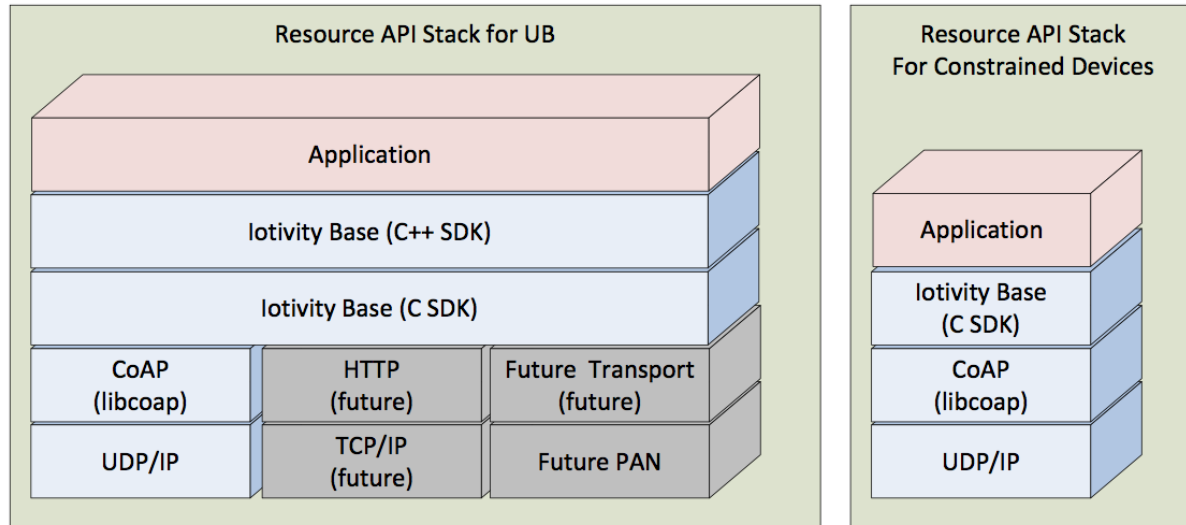 Resource API Stack for UB
Application
Iotivity Base (C++ SDK)
Iotivity Base (C SDK)
CoAP
(libcoap)
HTTP
(future)
Future Transport
(future)
UDP/IP
TCP/IP
(future)
Future PAN
Resource API Stack
For Constrained Devices
Application
Iotivity Base
(C SDK)
CoAP
(libcoap)
UDP/IP